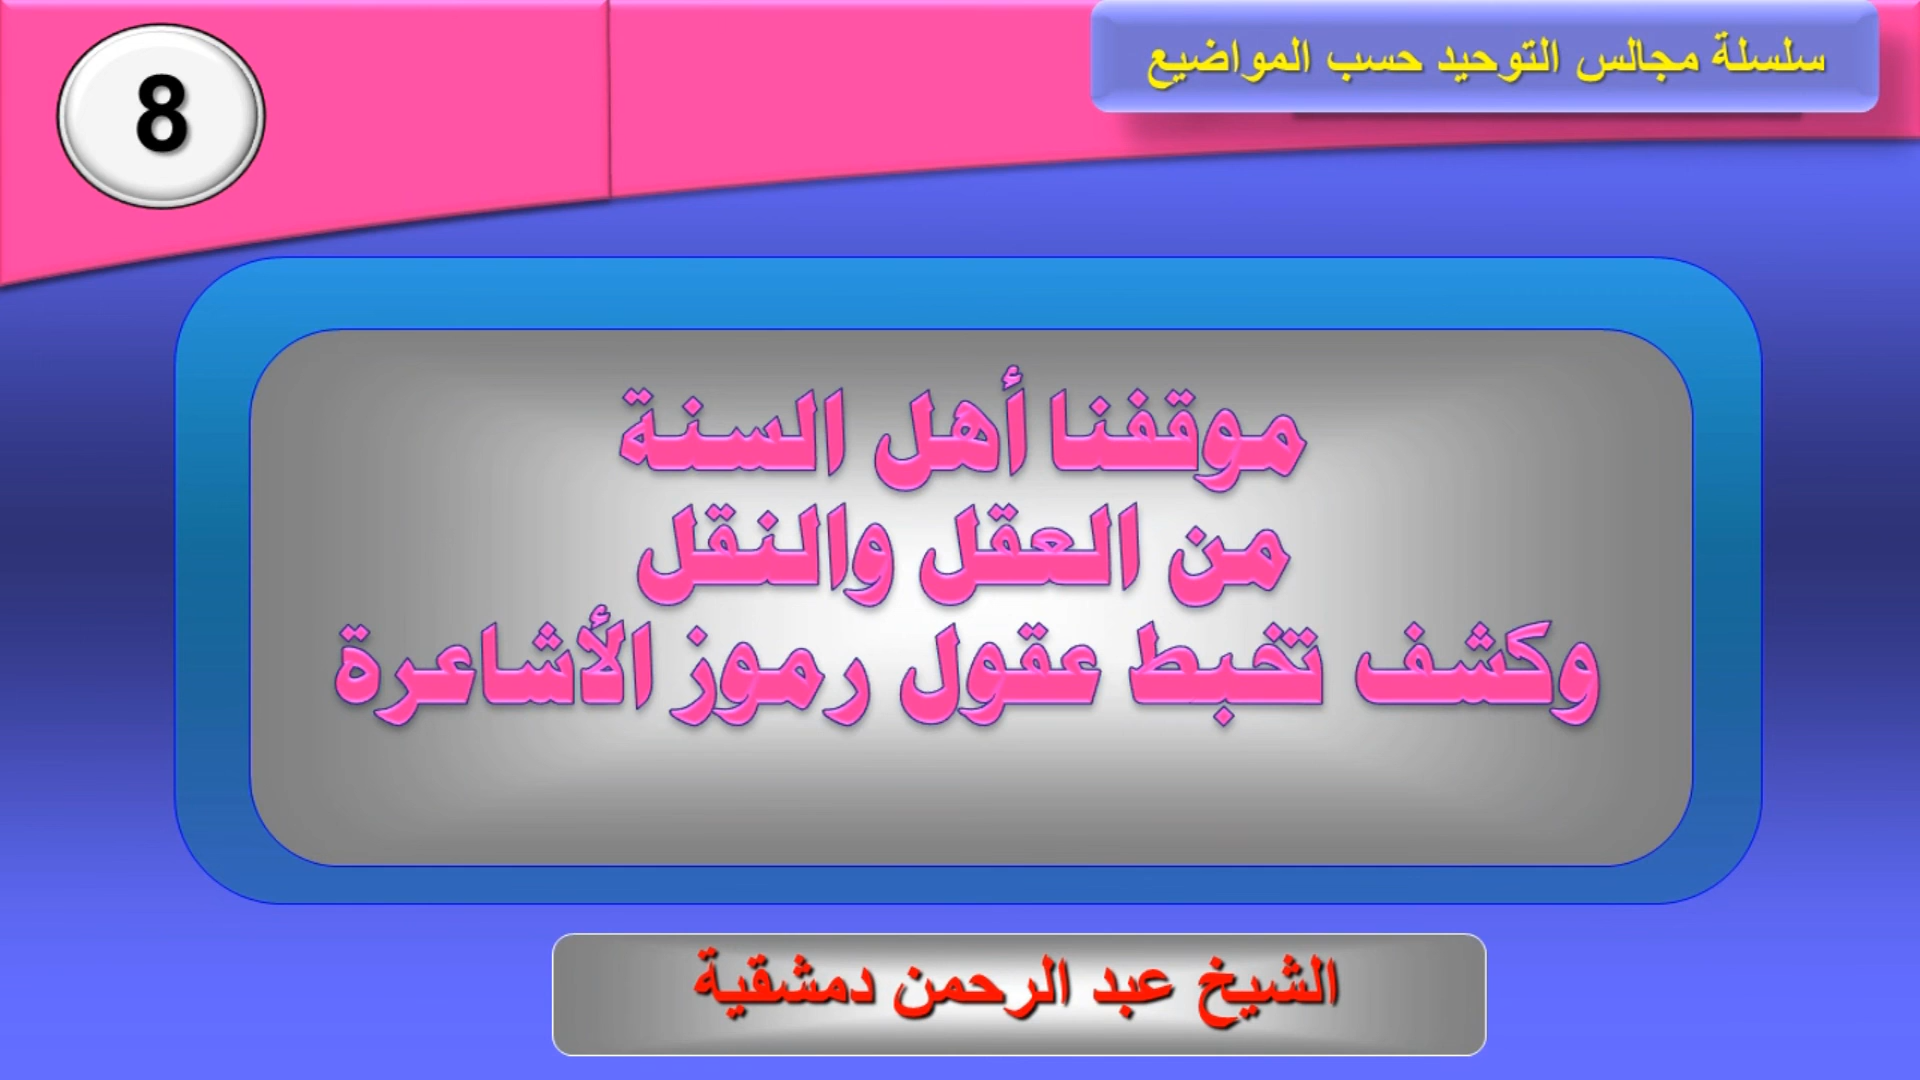 سلسلة مجالس التوحيد حسب المواضيع
8
موقفنا أهل السنة
من العقل والنقل
وكشف تخبط عقول رموز الأشاعرة
الشيخ عبد الرحمن دمشقية